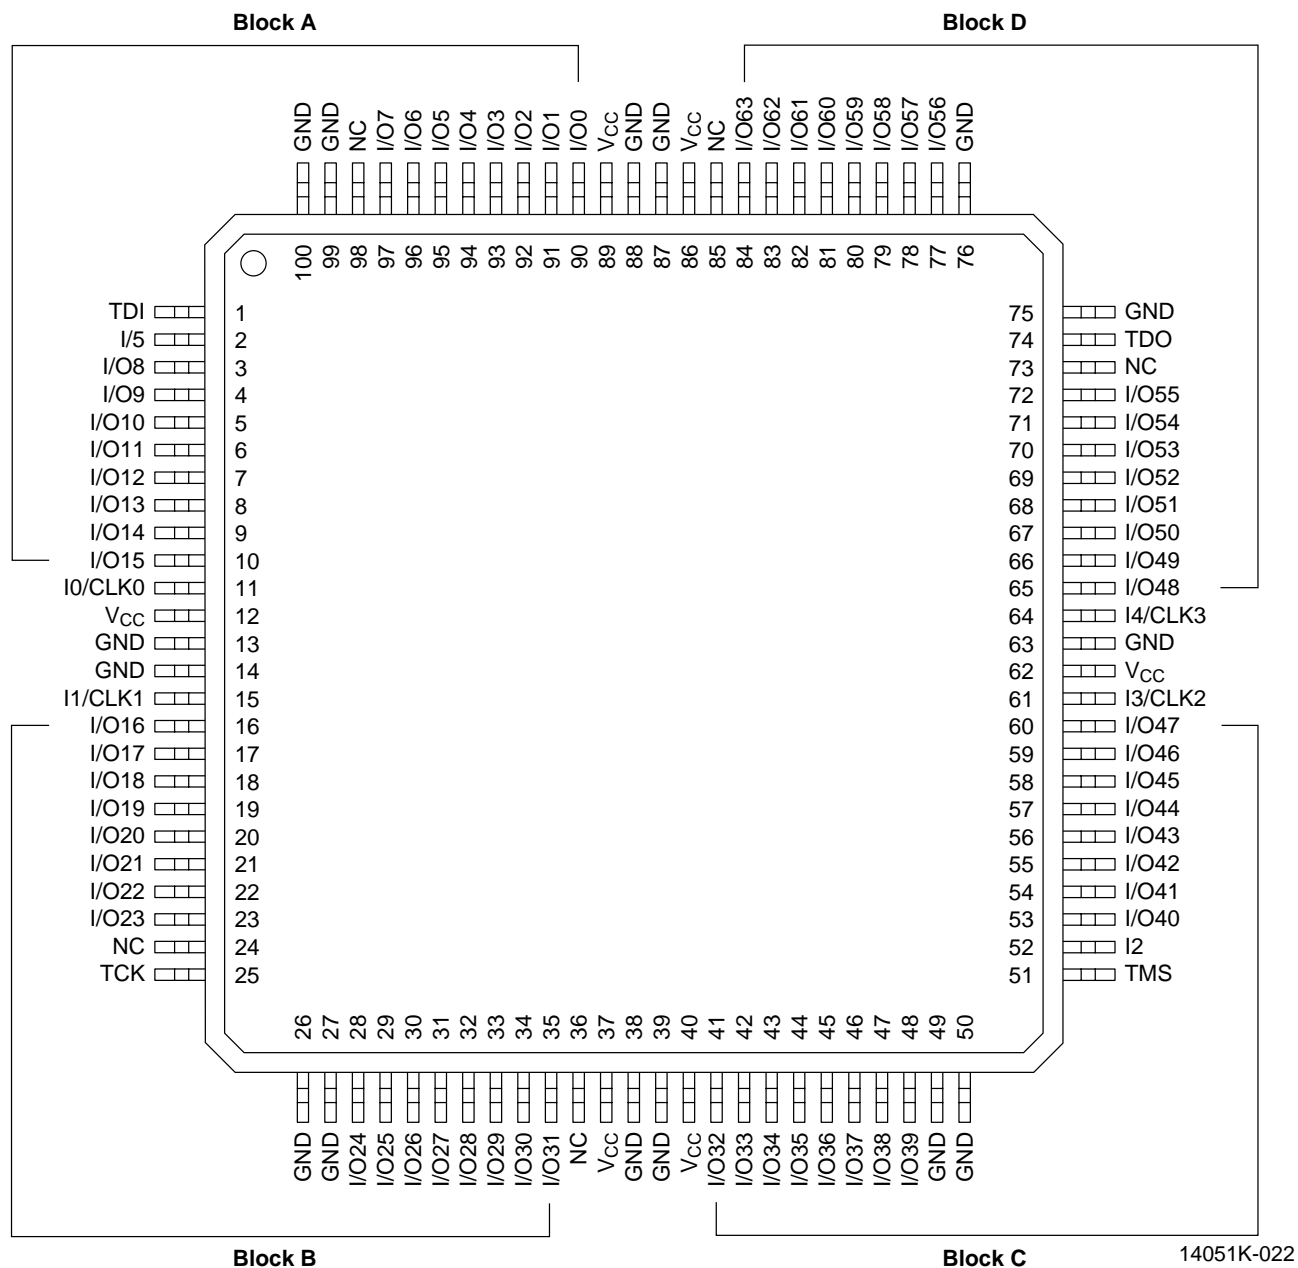 Block A
Block D
GND
GND
NC
I/O7
I/O6
I/O5
I/O4
I/O3
I/O2
I/O1
I/O0
VCC
GND
GND
VCC
NC
I/O63
I/O62
I/O61
I/O60
I/O59
I/O58
I/O57
I/O56
GND
100
99
98
97
96
95
94
93
92
91
90
89
88
87
86
85
84
83
82
81
80
79
78
77
76
TDI 1
I/5 2
I/O8 3
I/O9 4
I/O10 5
I/O11 6
I/O12 7
I/O13 8
I/O14 9
I/O15 10
I0/CLK0 11
VCC 12
GND 13
GND 14
I1/CLK1 15
I/O16 16
I/O17 17
I/O18 18
I/O19 19
I/O20 20
I/O21 21
I/O22 22
I/O23 23
NC 24
TCK 25
75 GND
74 TDO
73 NC
72 I/O55
71 I/O54
70 I/O53
69 I/O52
68 I/O51
67 I/O50
66 I/O49
65 I/O48
64 I4/CLK3
63 GND
62 VCC
61 I3/CLK2
60 I/O47
59 I/O46
58 I/O45
57 I/O44
56 I/O43
55 I/O42
54 I/O41
53 I/O40
52 I2
51 TMS
26
27
28
29
30
31
32
33
34
35
36
37
38
39
40
41
42
43
44
45
46
47
48
49
50
GND
GND
I/O24
I/O25
I/O26
I/O27
I/O28
I/O29
I/O30
I/O31
NC
VCC
GND
GND
VCC
I/O32
I/O33
I/O34
I/O35
I/O36
I/O37
I/O38
I/O39
GND
GND
Block B
Block C
14051K-022